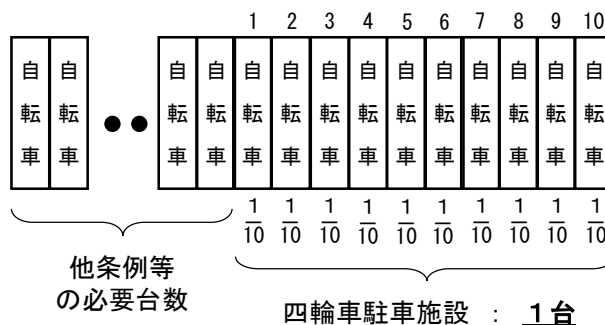 1 2 3 4 5 6 7 8 9 10
自転車 自転車 ●● 自転車 自転車 自転車 自転車 自転車 自転車 自転車 自転車 自転車 自転車 自転車 自転車
1/10 1/10 1/10 1/10 1/10 1/10 1/10 1/10 1/10 1/10
他条例等
の必要台数
四輪車駐車施設 : 1台